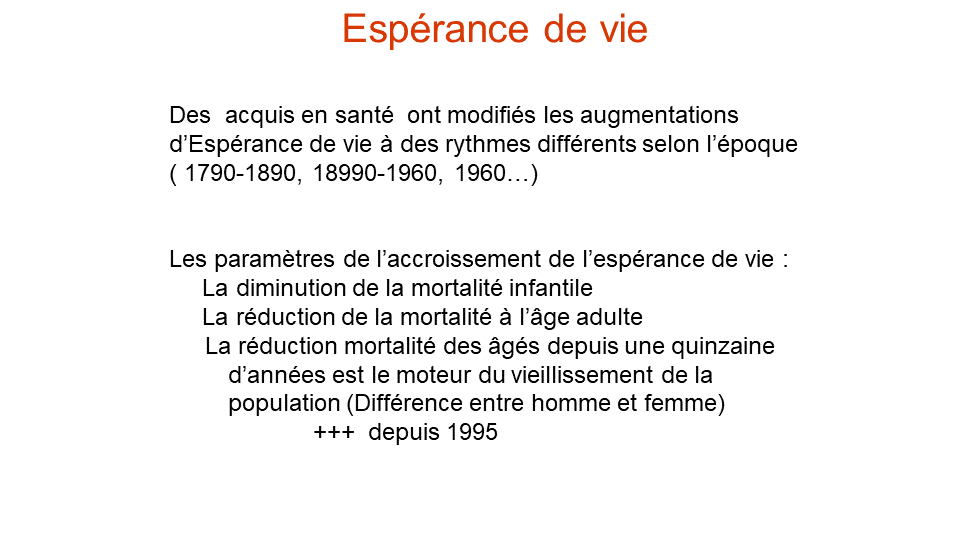 Espérance de vie
Des acquis en santé ont modifiés les augmentations
d’Espérance de vie à des rythmes différents selon l’époque
( 1790-1890, 18990-1960, 1960…)
Les paramètres de l’accroissement de l’espérance de vie :
La diminution de la mortalité infantile
La réduction de la mortalité à l’âge adulte
La réduction mortalité des âgés depuis une quinzaine
d’années est le moteur du vieillissement de la
population (Différence entre homme et femme)
+++ depuis 1995